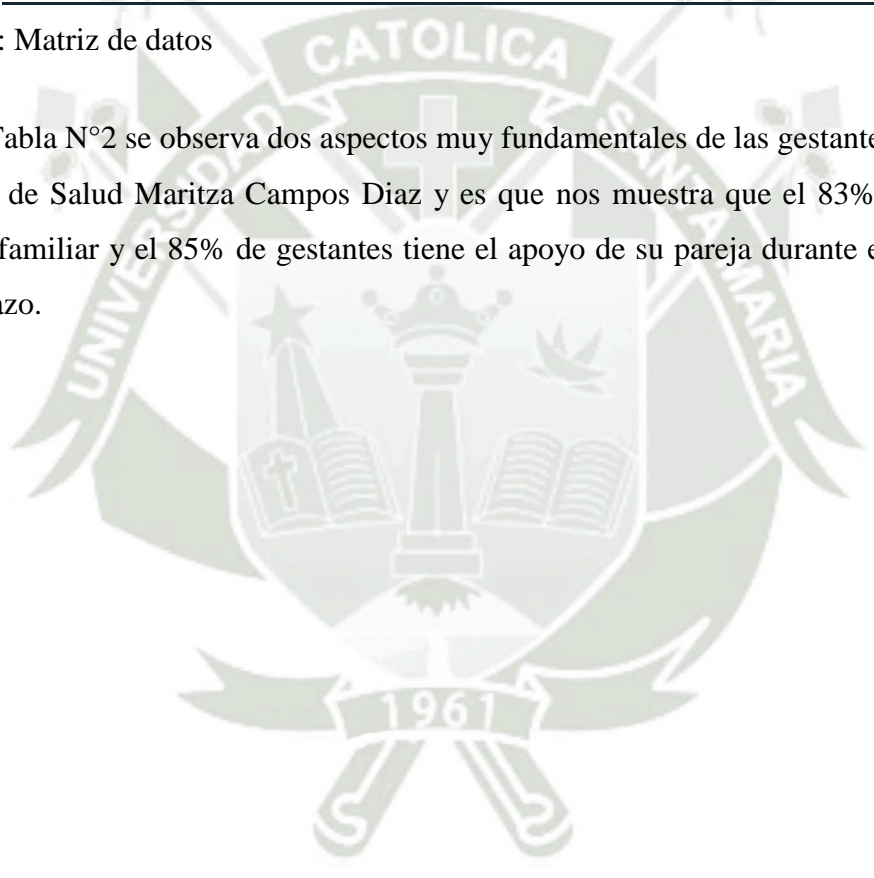 : Matriz de datos
Tabla N°2 se observa dos aspectos muy fundamentales de las gestante
de Salud Maritza Campos Diaz y es que nos muestra que el 83%
familiar y el 85% de gestantes tiene el apoyo de su pareja durante e
azo.
UNIVERSIDAD CATOLICA SANTA MARIA
1961